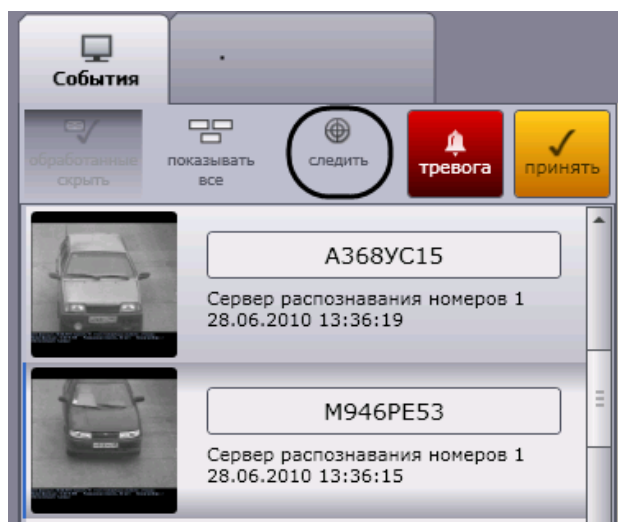 События
обработанные
скрыть
показывать
все
следить
тревога
принять
А368УС15
Сервер распознавания номеров 1
28.06.2010 13:36:19
М946РЕ53
Сервер распознавания номеров 1
28.06.2010 13:36:15